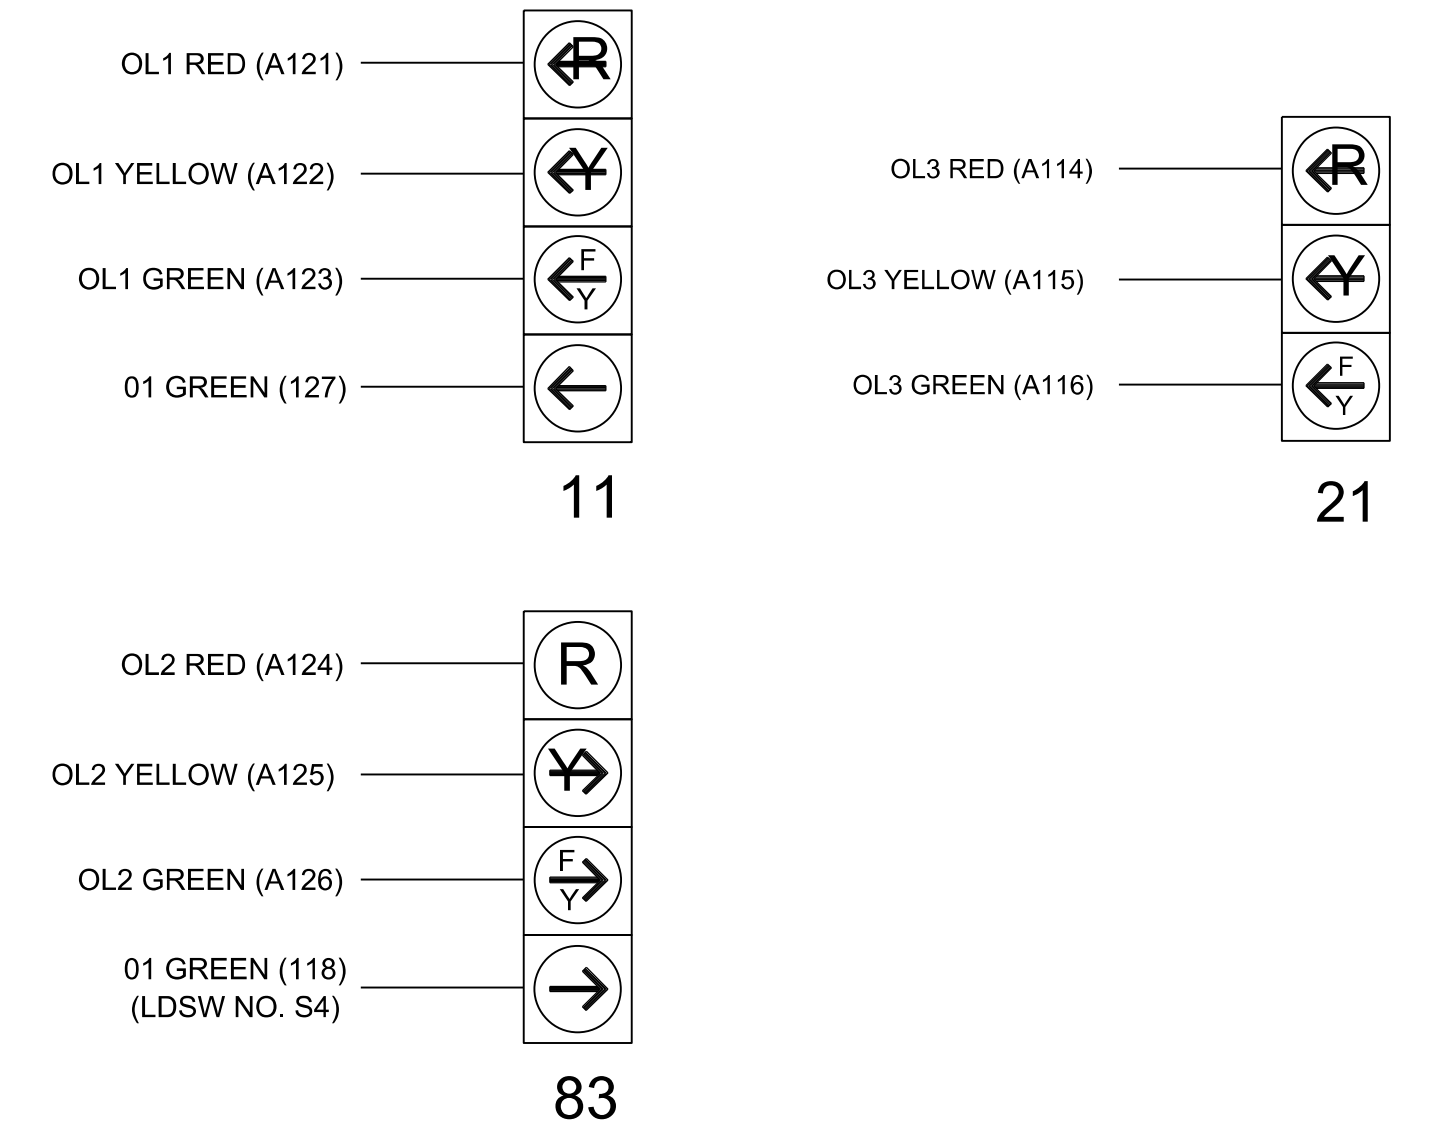 OL1 RED (A121)
R
OL1 YELLOW (A122)
Y
OL1 GREEN (A123)
F
Y
01 GREEN (127)
11
OL3 RED (A114)
R
OL3 YELLOW (A115)
Y
OL3 GREEN (A116)
F
Y
21
OL2 RED (A124)
R
OL2 YELLOW (A125)
Y
OL2 GREEN (A126)
F
Y
01 GREEN (118)
(LDSW NO. S4)
83